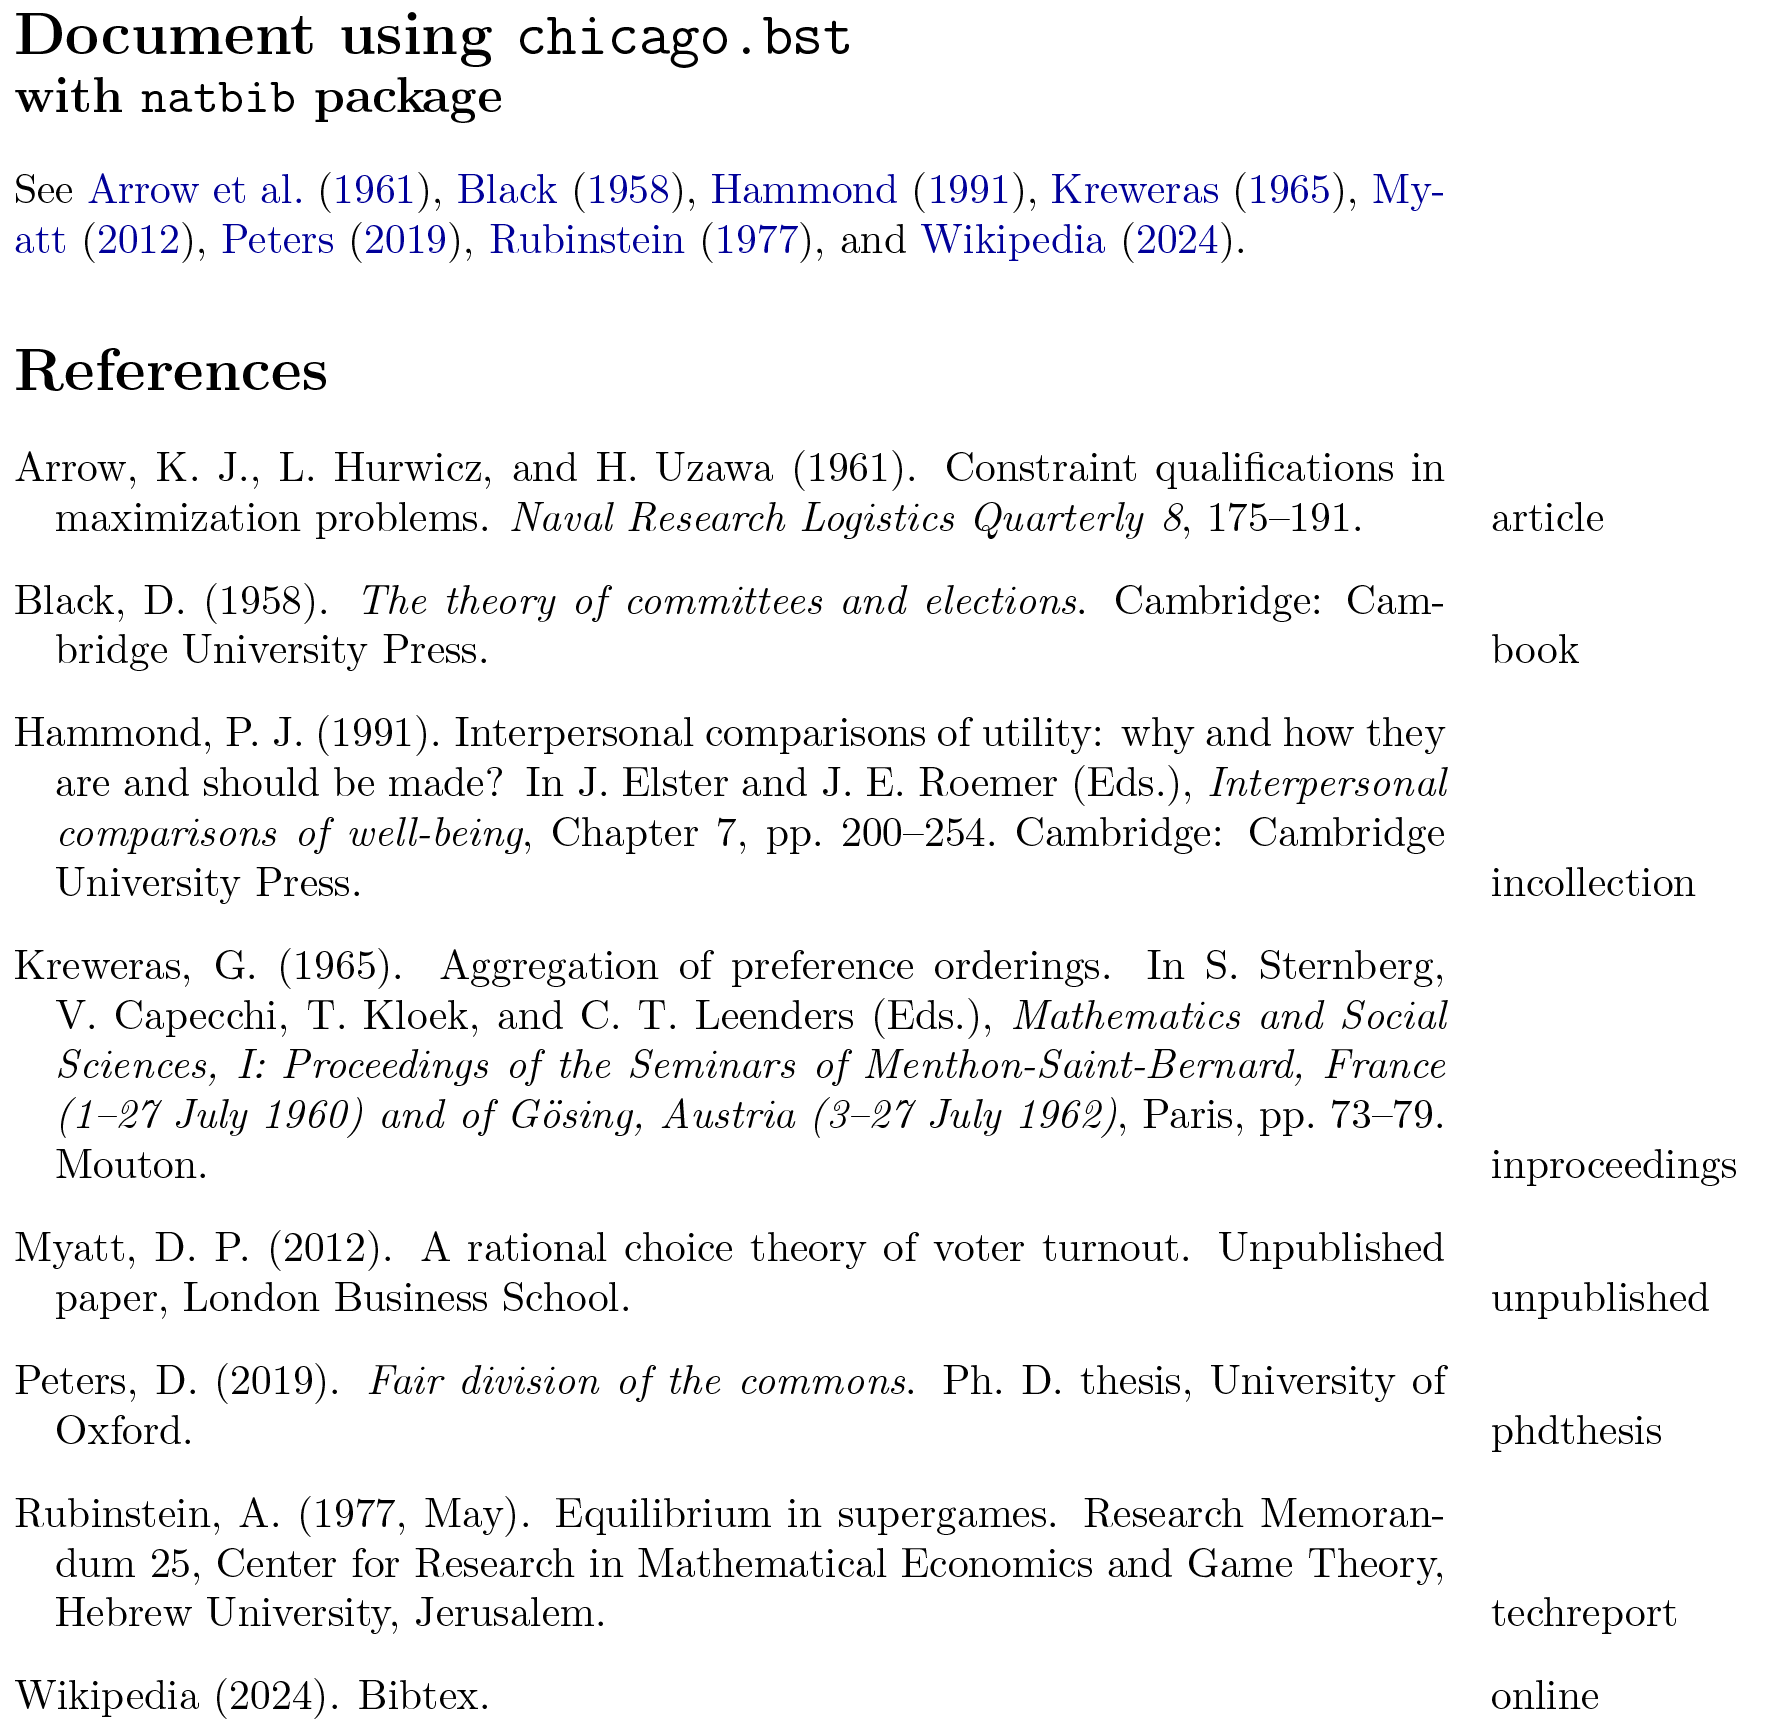 Document using chicago.bst
with natbib package
See Arrow et al. (1961), Black (1958), Hammond (1991), Kreweras (1965), My-
att (2012), Peters (2019), Rubinstein (1977), and Wikipedia (2024).
References
Arrow, K. J., L. Hurwicz, and H. Uzawa (1961). Constraint qualifications in
maximization problems. Naval Research Logistics Quarterly 8, 175–191. article
Black, D. (1958). The theory of committees and elections. Cambridge: Cam-
bridge University Press. book
Hammond, P. J. (1991). Interpersonal comparisons of utility: why and how they
are and should be made? In J. Elster and J. E. Roemer (Eds.), Interpersonal
comparisons of well-being, Chapter 7, pp. 200–254. Cambridge: Cambridge
University Press. incollection
Kreweras, G. (1965). Aggregation of preference orderings. In S. Sternberg,
V. Capecchi, T. Kloek, and C. T. Leenders (Eds.), Mathematics and Social
Sciences, I: Proceedings of the Seminars of Menthon-Saint-Bernard, France
(1–27 July 1960) and of Gösing, Austria (3–27 July 1962), Paris, pp. 73–79.
Mouton. inproceedings
Myatt, D. P. (2012). A rational choice theory of voter turnout. Unpublished
paper, London Business School. unpublished
Peters, D. (2019). Fair division of the commons. Ph. D. thesis, University of
Oxford. phdthesis
Rubinstein, A. (1977, May). Equilibrium in supergames. Research Memoran-
dum 25, Center for Research in Mathematical Economics and Game Theory,
Hebrew University, Jerusalem. techreport
Wikipedia (2024). Bibtex. online